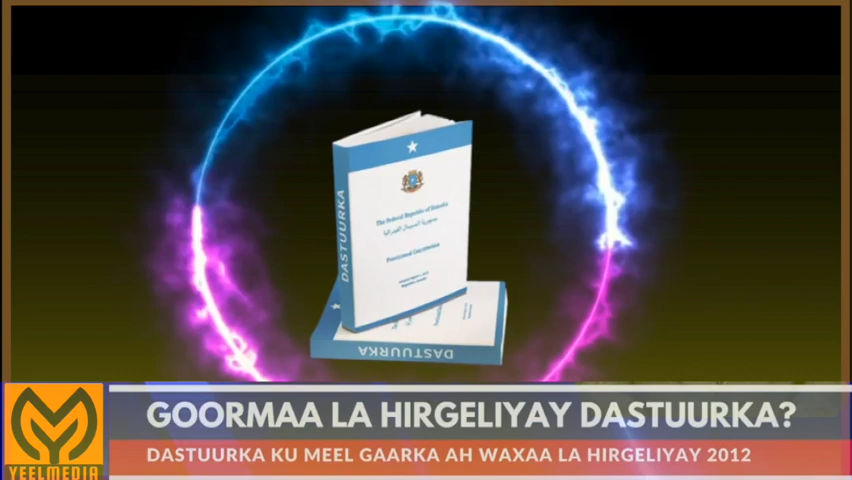 DASTUURKA
The Federal Republic of Somalia
جمهورية الصومال الفيدرالية
Provisional Constitution
DASTUURKA
GOORMAA LA HIRGELIYAY DASTUURKA?
DASTUURKA KU MEEL GAARKA AH WAXAA LA HIRGELIYAY 2012
YEELMEDIA